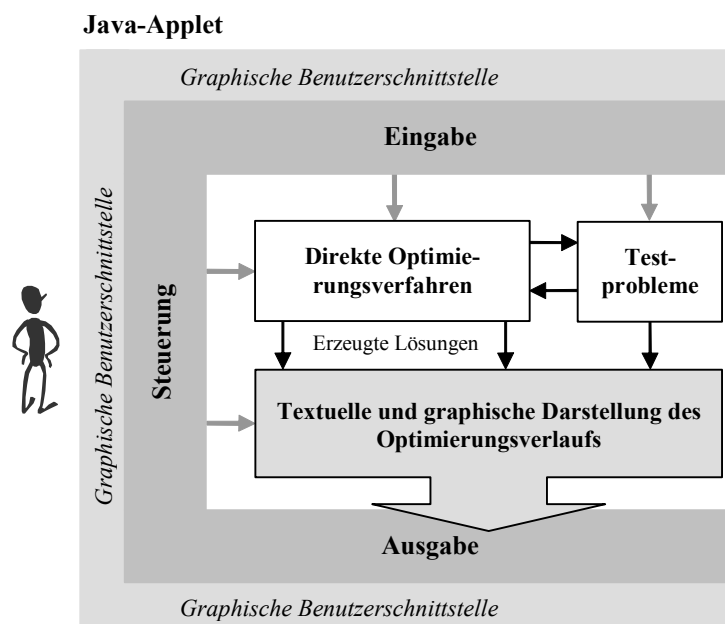 Java-Applet
Graphische Benutzerschnittstelle
Eingabe
Graphische Benutzerschnittstelle
Steuerung
Direkte Optimie-
rungsverfahren
Test-
probleme
Erzeugte Lösungen
Textuelle und graphische Darstellung des
Optimierungsverlaufs
Ausgabe
Graphische Benutzerschnittstelle